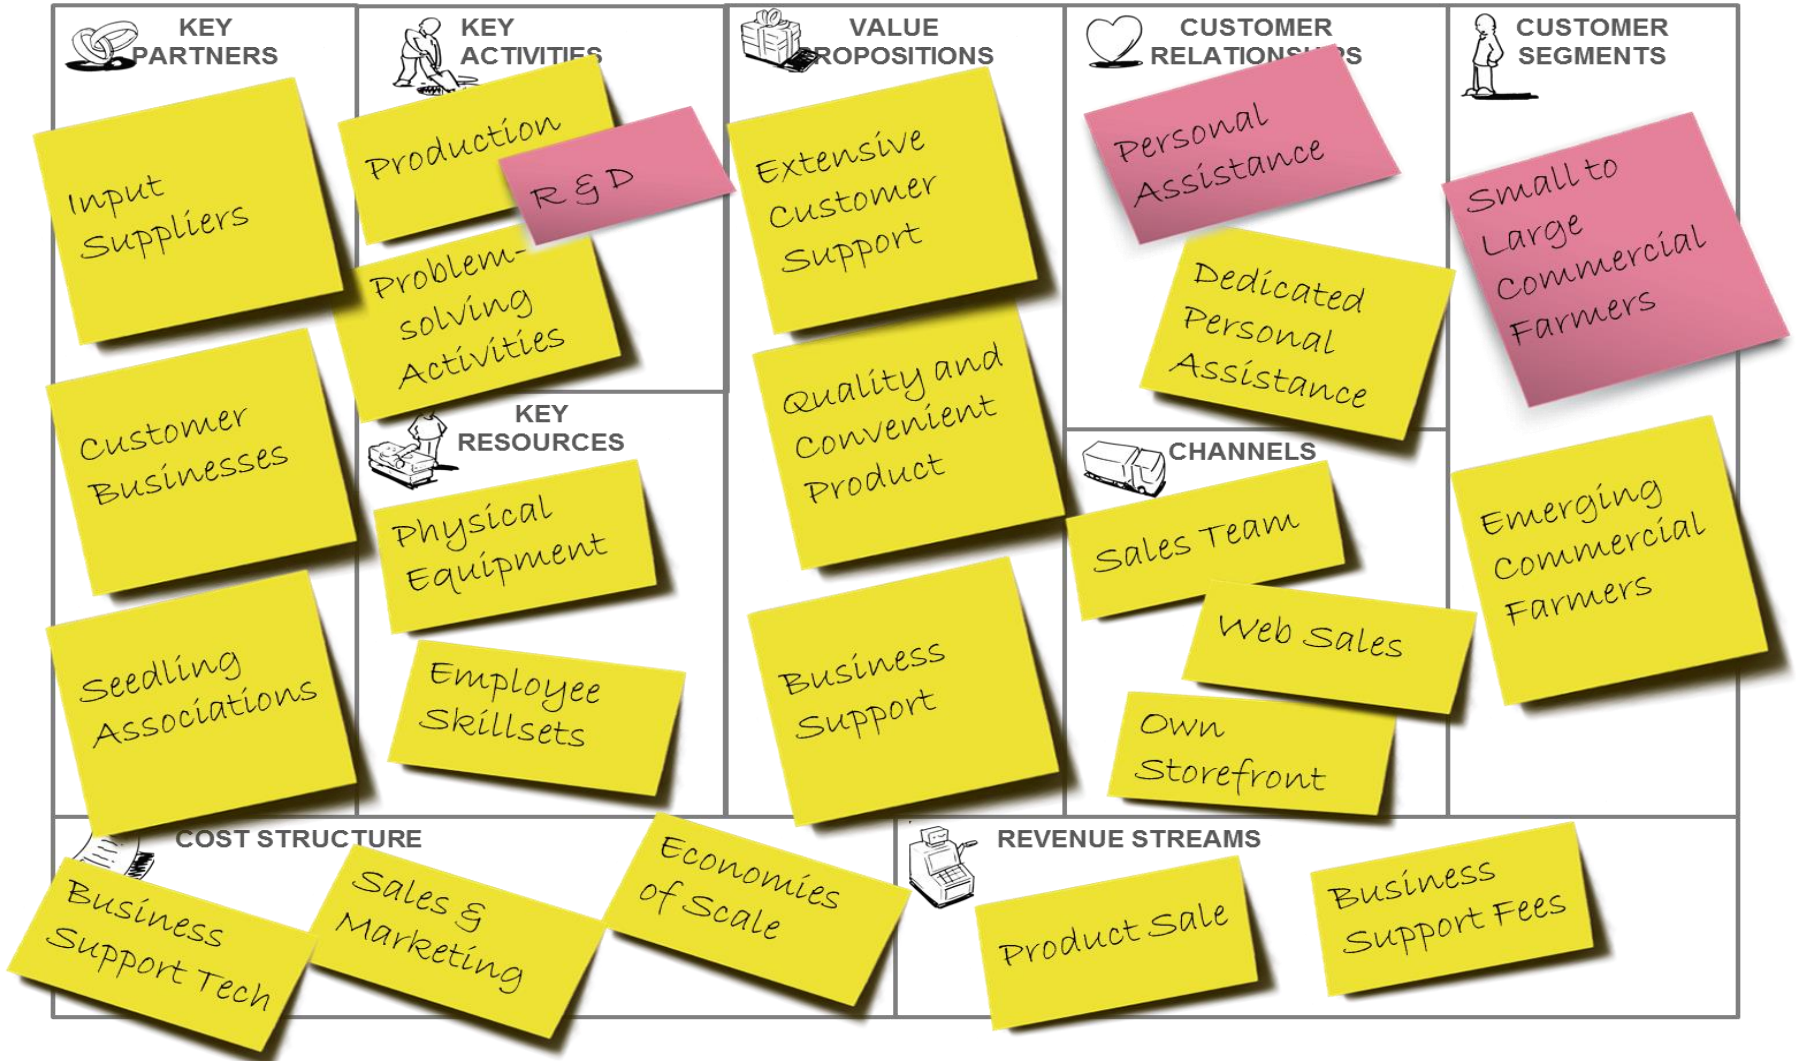 KEY
PARTNERS
Input
Suppliers
Customer
Businesses
Seedling
Associations
KEY
ACTIVITIES
Production
R & D
Problem-
solving
Activities
KEY
RESOURCES
Physical
Equipment
Employee
Skillsets
VALUE
PROPOSITIONS
Extensive
Customer
Support
Quality and
Convenient
Product
Business
Support
CUSTOMER
RELATIONSHIPS
Personal
Assistance
Dedicated
Personal
Assistance
CHANNELS
Sales Team
Web Sales
Own
Storefront
CUSTOMER
SEGMENTS
Small to
Large
Commercial
Farmers
Emerging
Commercial
Farmers
COST STRUCTURE
Business
Support Tech
Sales &
Marketing
Economies
of Scale
REVENUE STREAMS
Product Sale
Business
Support Fees